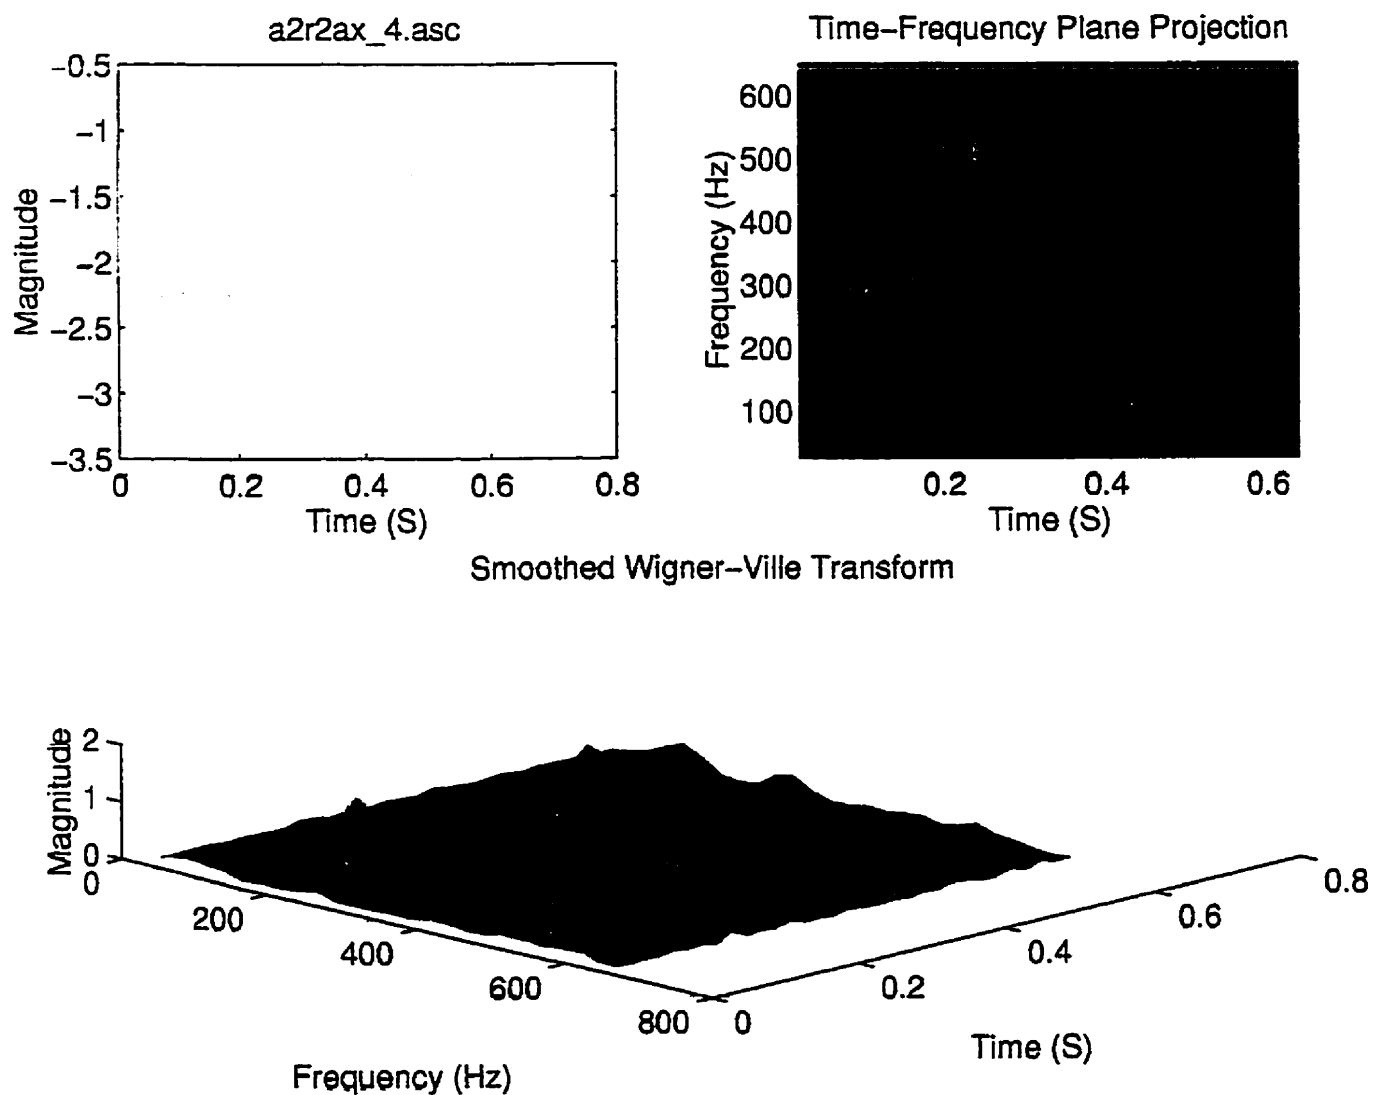 a2r2ax_4.asc
Magnitude
-0.5
-1
-1.5
-2
-2.5
-3
-3.5
0 0.2 0.4 0.6 0.8
Time (S)
Time-Frequency Plane Projection
Frequency (Hz)
600
500
400
300
200
100
0.2 0.4 0.6
Time (S)
Smoothed Wigner-Ville Transform
Magnitude
2
1
0
0 200 400 600 800
Frequency (Hz)
0 0.2 0.4 0.6 0.8
Time (S)